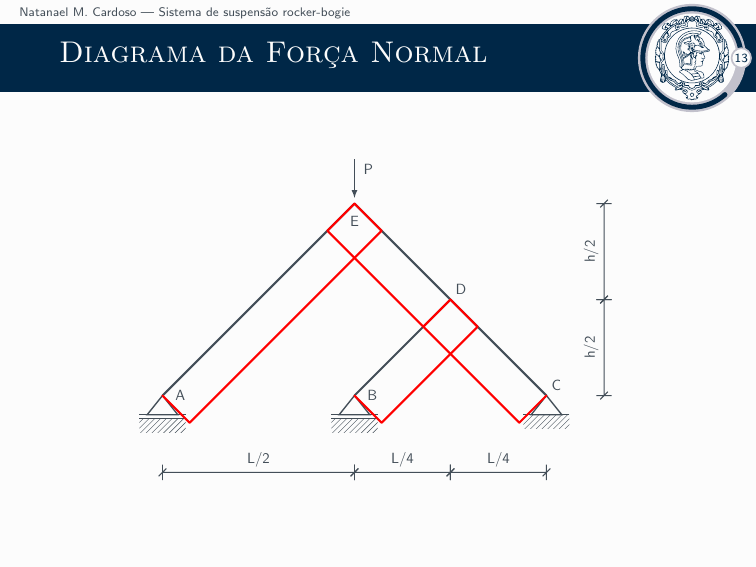 Natanael M. Cardoso — Sistema de suspensão rocker-bogie
Diagrama da Força Normal
13
P
E
D
h/2
h/2
A
B
C
L/2
L/4
L/4